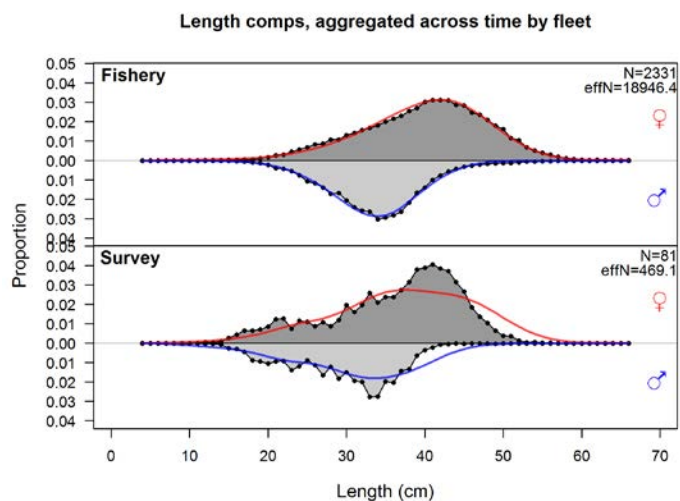 Length comps, aggregated across time by fleet
0.05
0.04
0.03
0.02
0.01
0.00
0.01
0.02
0.03
0.04
Fishery
N=2331
effN=18946.4
♀
♂
0.05
0.04
0.03
0.02
0.01
0.00
0.01
0.02
0.03
0.04
Survey
N=81
effN=469.1
♀
♂
Proportion
0 10 20 30 40 50 60 70
Length (cm)